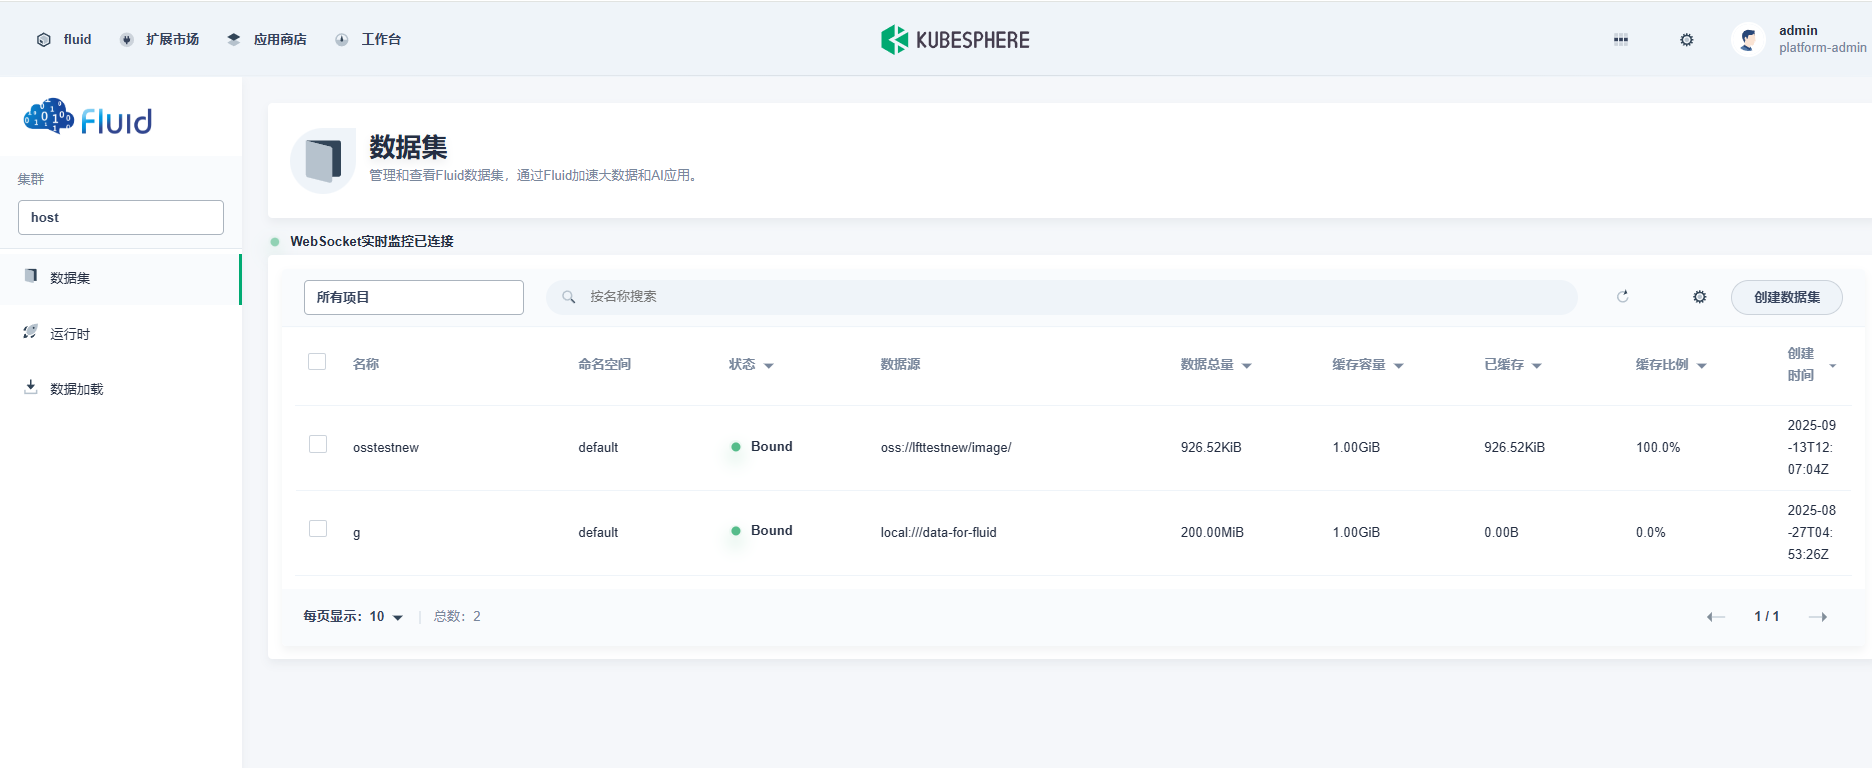 fluid 扩展市场 应用商店 工作台 KUBESPHERE admin
platform-admin
fluid
集群
host
数据集
运行时
数据加载
数据集
管理和查看Fluid数据集，通过Fluid加速大数据和AI应用。
WebSocket实时监控已连接
所有项目 按名称搜索 创建数据集
名称 命名空间 状态 数据源 数据总量 缓存容量 已缓存 缓存比例 创建
时间
osstestnew default Bound oss://lfttestnew/image/ 926.52KiB 1.00GiB 926.52KiB 100.0% 2025-09
-13T12:
07:04Z
g default Bound local:///data-for-fluid 200.00MiB 1.00GiB 0.00B 0.0% 2025-08
-27T04:
53:26Z
每页显示：10 总数：2 1 / 1